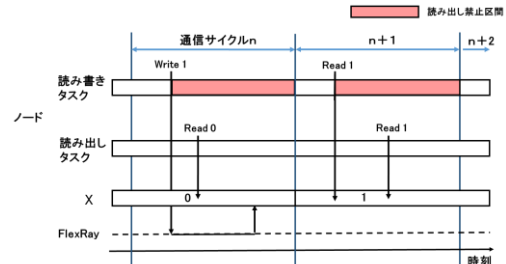 読み出し禁止区間
通信サイクルn
n+1
n+2
Write 1
Read 1
読み書き
タスク
ノード
Read 0
Read 1
読み出し
タスク
X
0
1
FlexRay
時刻